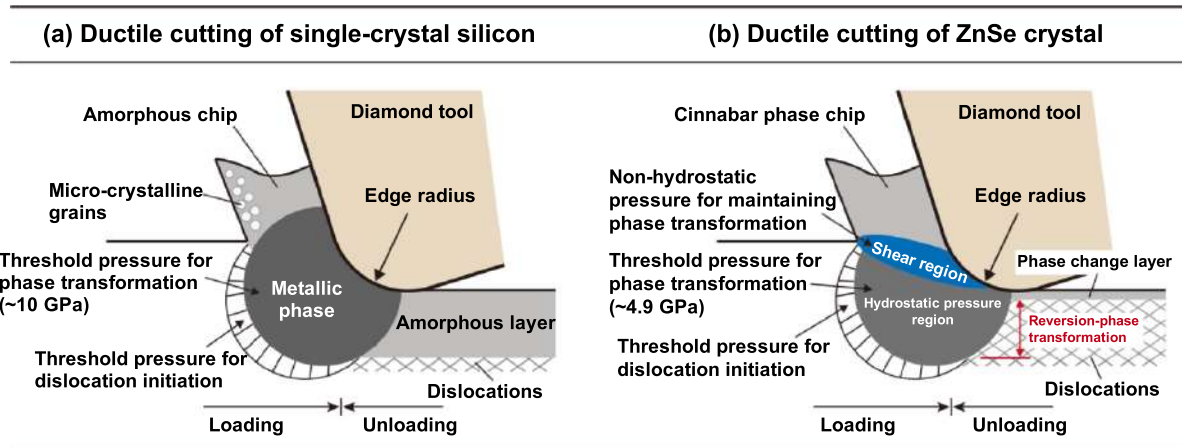 (a) Ductile cutting of single-crystal silicon
Amorphous chip
Diamond tool
Micro-crystalline
grains
Edge radius
Threshold pressure for
phase transformation
(~10 GPa)
Metallic
phase
Amorphous layer
Threshold pressure for
dislocation initiation
Dislocations
Loading
Unloading
(b) Ductile cutting of ZnSe crystal
Cinnabar phase chip
Diamond tool
Non-hydrostatic
pressure for maintaining
phase transformation
Edge radius
Shear region
Phase change layer
Threshold pressure for
phase transformation
(~4.9 GPa)
Hydrostatic pressure
region
Reversion-phase
transformation
Threshold pressure for
dislocation initiation
Dislocations
Loading
Unloading